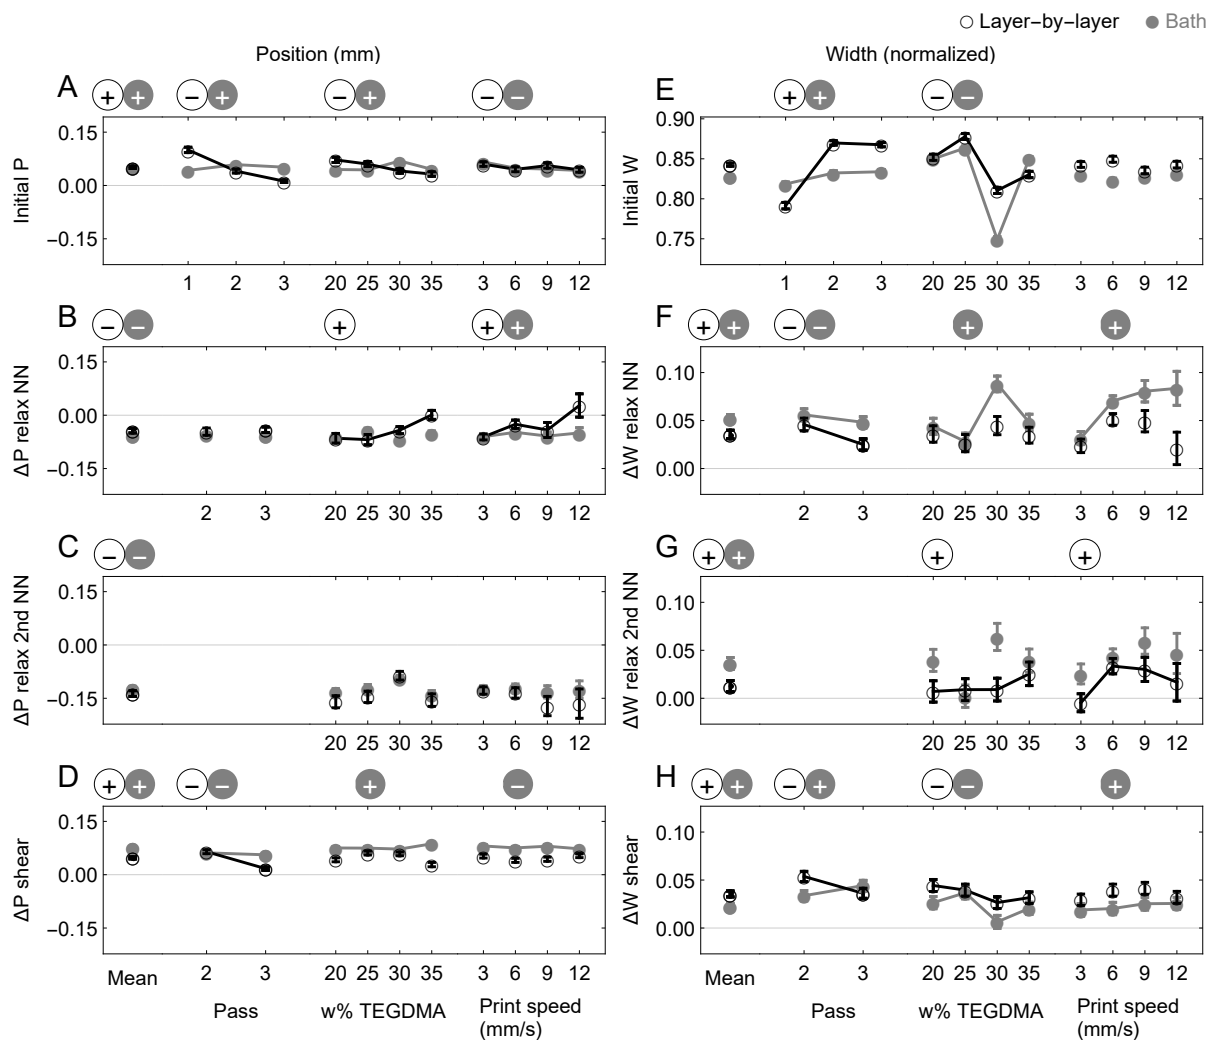 Layer−by−layer Bath
Position (mm) Width (normalized)
A
+ + − + − + − −
0.15
0.00
−0.15
Initial P
1 2 3 20 25 30 35 3 6 9 12
E
+ + − −
0.90
0.85
0.80
0.75
Initial W
1 2 3 20 25 30 35 3 6 9 12
B
− − + + +
0.15
0.00
−0.15
ΔP relax NN
2 3 20 25 30 35 3 6 9 12
F
+ + − − + +
0.10
0.05
0.00
ΔW relax NN
2 3 20 25 30 35 3 6 9 12
C
− −
0.15
0.00
−0.15
ΔP relax 2nd NN
20 25 30 35 3 6 9 12
G
+ + + +
0.10
0.05
0.00
ΔW relax 2nd NN
20 25 30 35 3 6 9 12
D
+ + − − + −
0.15
0.00
−0.15
ΔP shear
Mean 2 3 20 25 30 35 3 6 9 12
Pass w% TEGDMA Print speed
(mm/s)
H
+ + − + − − +
0.10
0.05
0.00
ΔW shear
Mean 2 3 20 25 30 35 3 6 9 12
Pass w% TEGDMA Print speed
(mm/s)